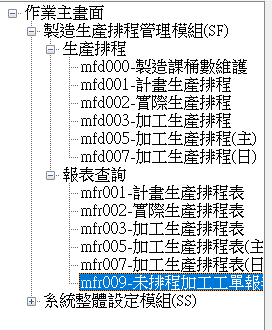 作業主畫面
製造生產排程管理模組(SF)
生產排程
mfd000-製造課桶數維護
mfd001-計畫生產排程
mfd002-實際生產排程
mfd003-加工生產排程
mfd005-加工生產排程(主)
mfd007-加工生產排程(日)
報表查詢
mfr001-計畫生產排程表
mfr002-實際生產排程表
mfr003-加工生產排程表
mfr005-加工生產排程表(主
mfr007-加工生產排程表(日
mfr009-未排程加工工單報
系統整體設定模組(SS)